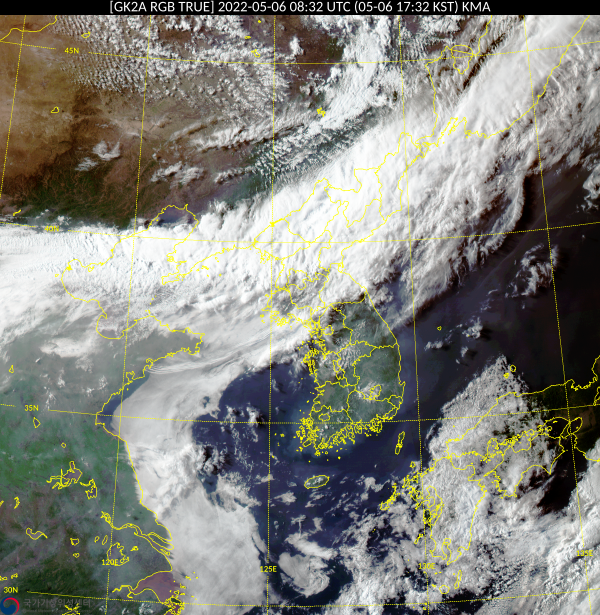 [GK2A RGB TRUE] 2022-05-06 08:32 UTC (05-06 17:32 KST) KMA
45N
40N
35N
120E
125E
130E
135E
30N